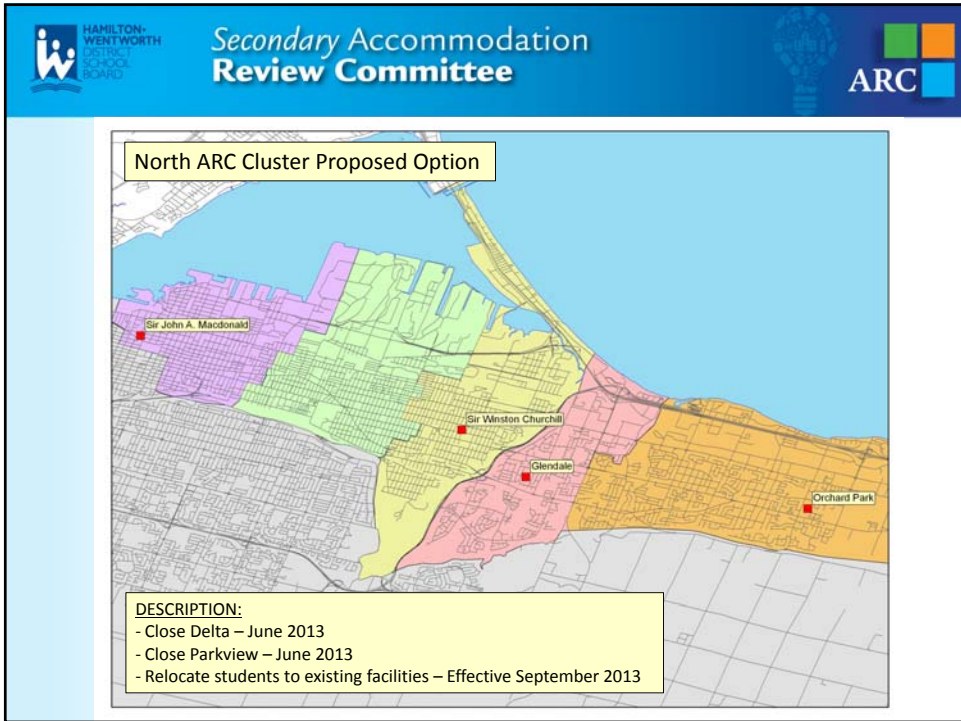 HAMILTON-
WENTWORTH
DISTRICT
SCHOOL
BOARD
Secondary Accommodation
Review Committee
ARC
North ARC Cluster Proposed Option
Sir John A. Macdonald
Sir Winston Churchill
Glendale
Orchard Park
DESCRIPTION:
- Close Delta – June 2013
- Close Parkview – June 2013
- Relocate students to existing facilities – Effective September 2013